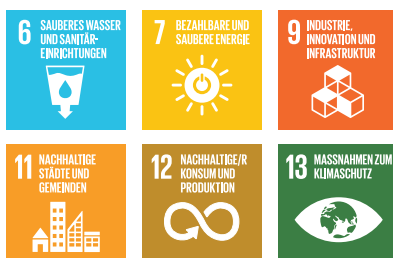 6 SAUBERES WASSER
UND SANITÄR-
EINRICHTUNGEN
7 BEZAHLBARE UND
SAUBERE ENERGIE
9 INDUSTRIE,
INNOVATION UND
INFRASTRUKTUR
11 NACHHALTIGE
STÄDTE UND
GEMEINDEN
12 NACHHALTIGE/R
KONSUM UND
PRODUKTION
13 MASSNAHMEN ZUM
KLIMASCHUTZ